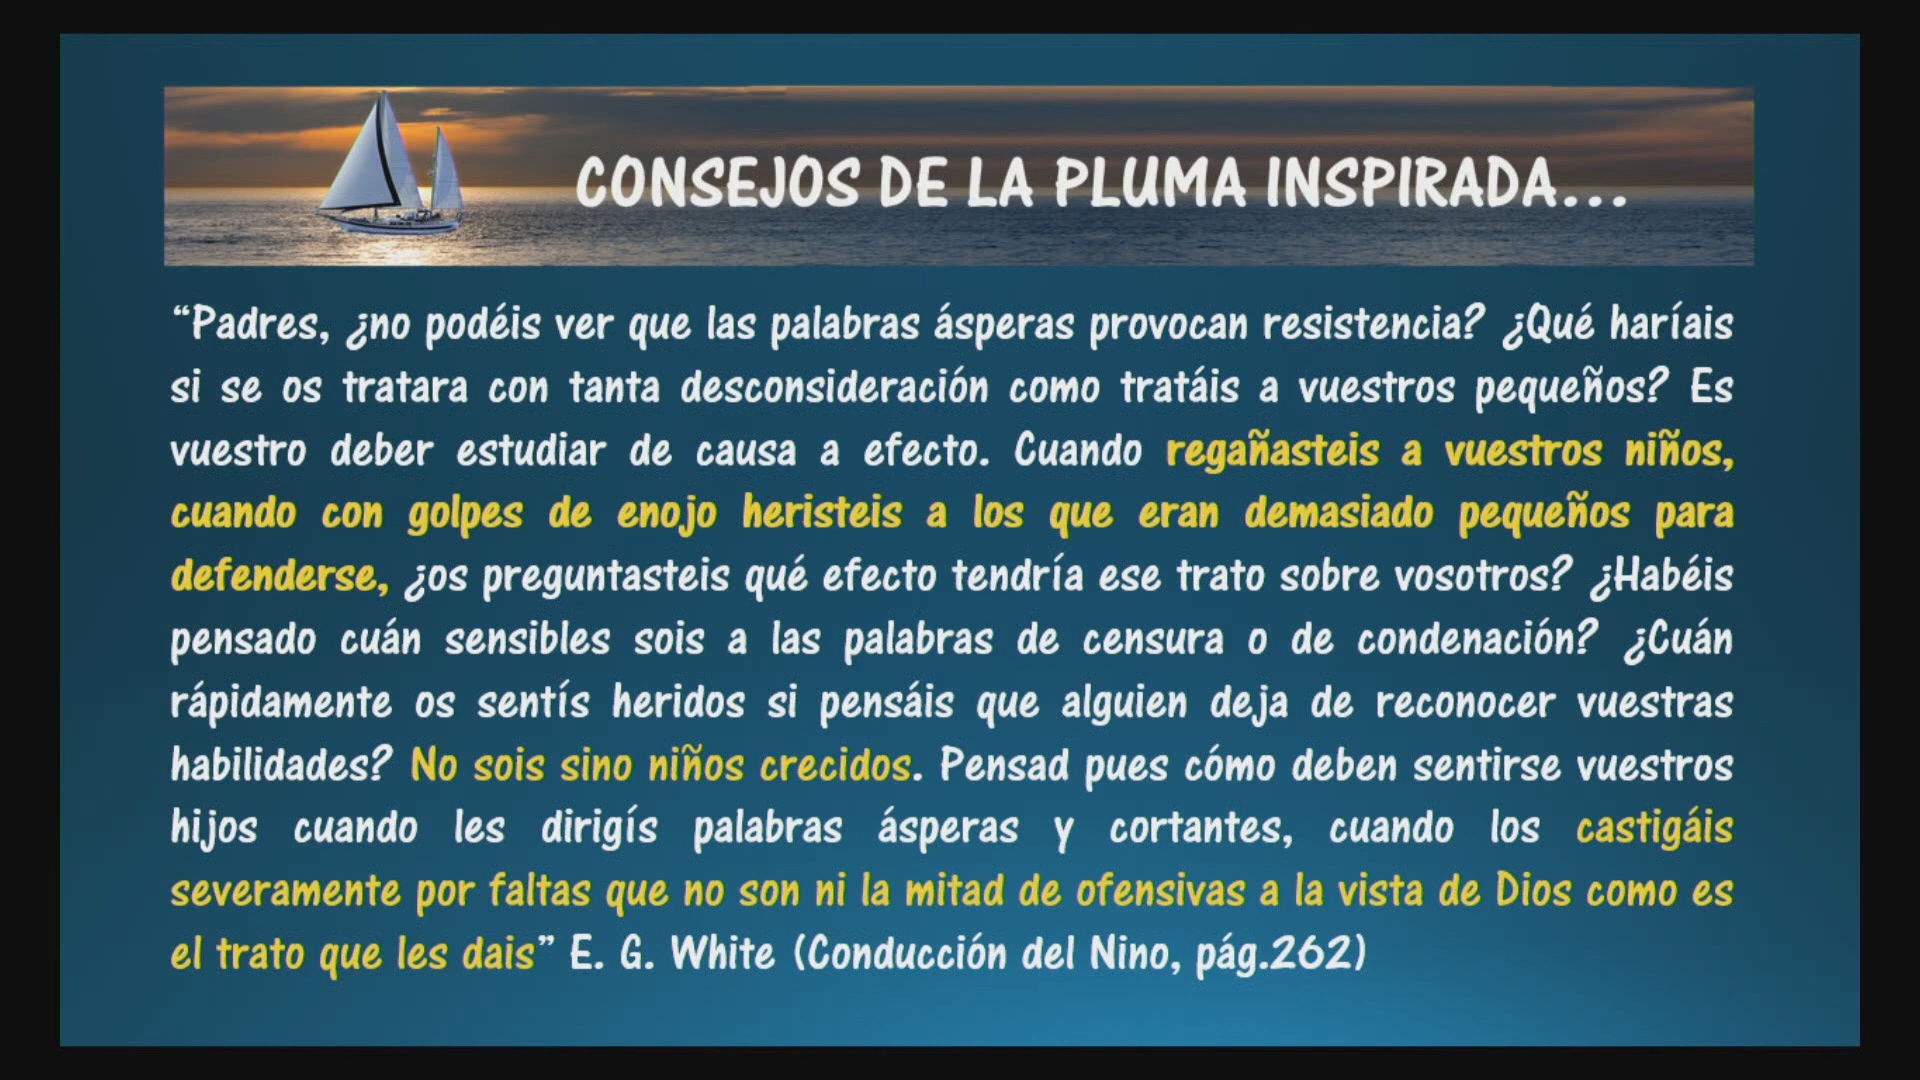 CONSEJOS DE LA PLUMA INSPIRADA...
“Padres, ¿no podéis ver que las palabras ásperas provocan resistencia? ¿Qué haríais
si se os tratara con tanta desconsideración como tratáis a vuestros pequeños? Es
vuestro deber estudiar de causa a efecto. Cuando regañasteis a vuestros niños,
cuando con golpes de enojo heristeis a los que eran demasiado pequeños para
defenderse, ¿os preguntasteis qué efecto tendría ese trato sobre vosotros? ¿Habéis
pensado cuán sensibles sois a las palabras de censura o de condenación? ¿Cuán
rápidamente os sentís heridos si pensáis que alguien deja de reconocer vuestras
habilidades? No sois sino niños crecidos. Pensad pues cómo deben sentirse vuestros
hijos cuando les dirigís palabras ásperas y cortantes, cuando los castigáis
severamente por faltas que no son ni la mitad de ofensivas a la vista de Dios como es
el trato que les dais” E. G. White (Conducción del Nino, pág.262)